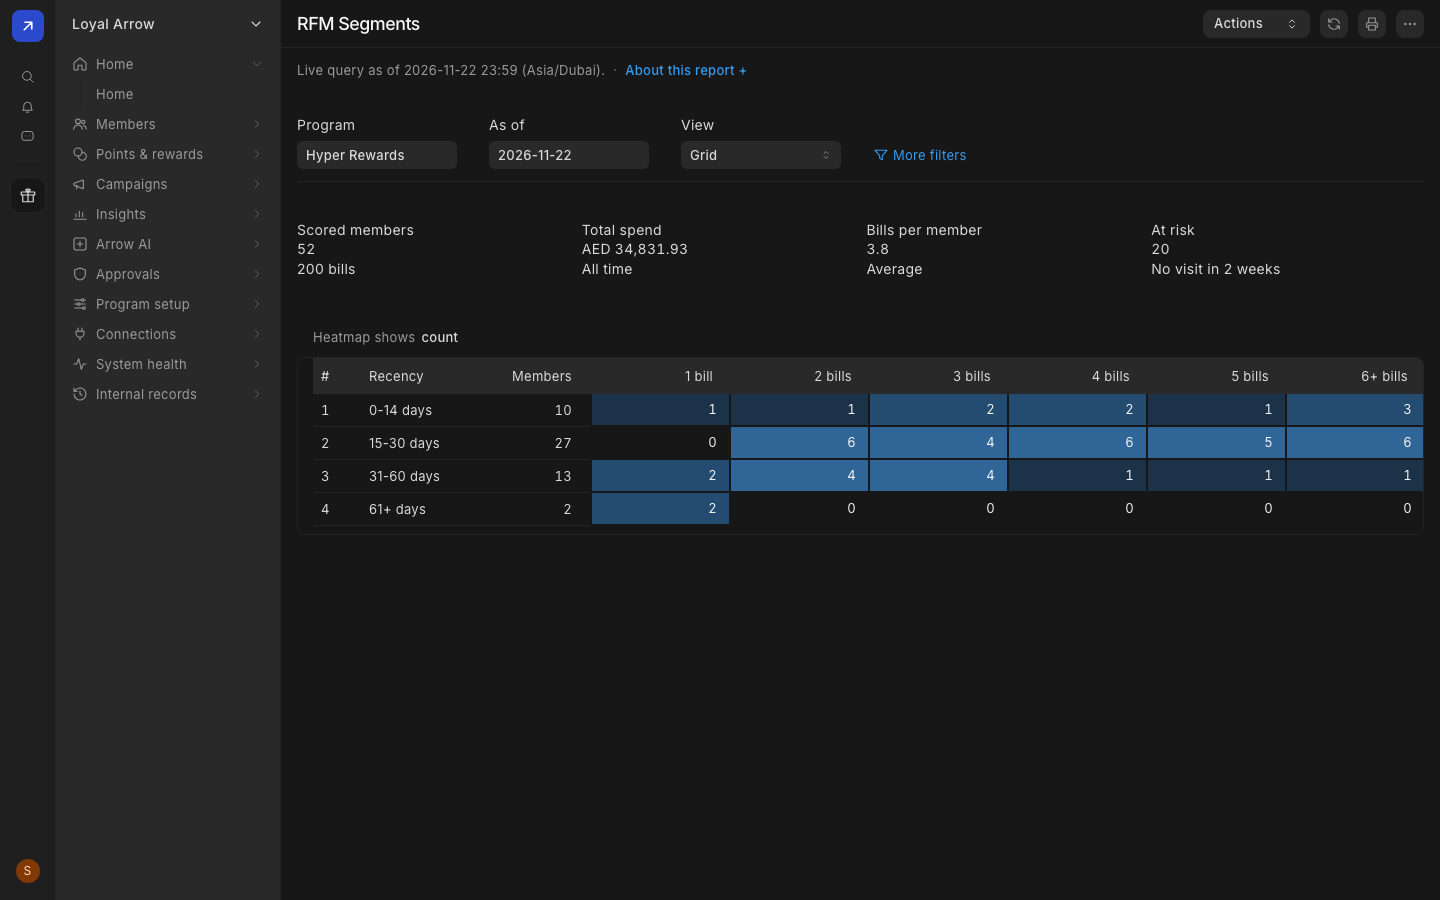 Loyal Arrow
RFM Segments
Actions
Home
Home
Members
Points & rewards
Campaigns
Insights
Arrow AI
Approvals
Program setup
Connections
System health
Internal records
S
Live query as of 2026-11-22 23:59 (Asia/Dubai). · About this report +
Program As of View
Hyper Rewards 2026-11-22 Grid More filters
Scored members Total spend Bills per member At risk
52 AED 34,831.93 3.8 20
200 bills All time Average No visit in 2 weeks
Heatmap shows count
# Recency Members 1 bill 2 bills 3 bills 4 bills 5 bills 6+ bills
1 0-14 days 10 1 1 2 2 1 3
2 15-30 days 27 0 6 4 6 5 6
3 31-60 days 13 2 4 4 1 1 1
4 61+ days 2 2 0 0 0 0 0